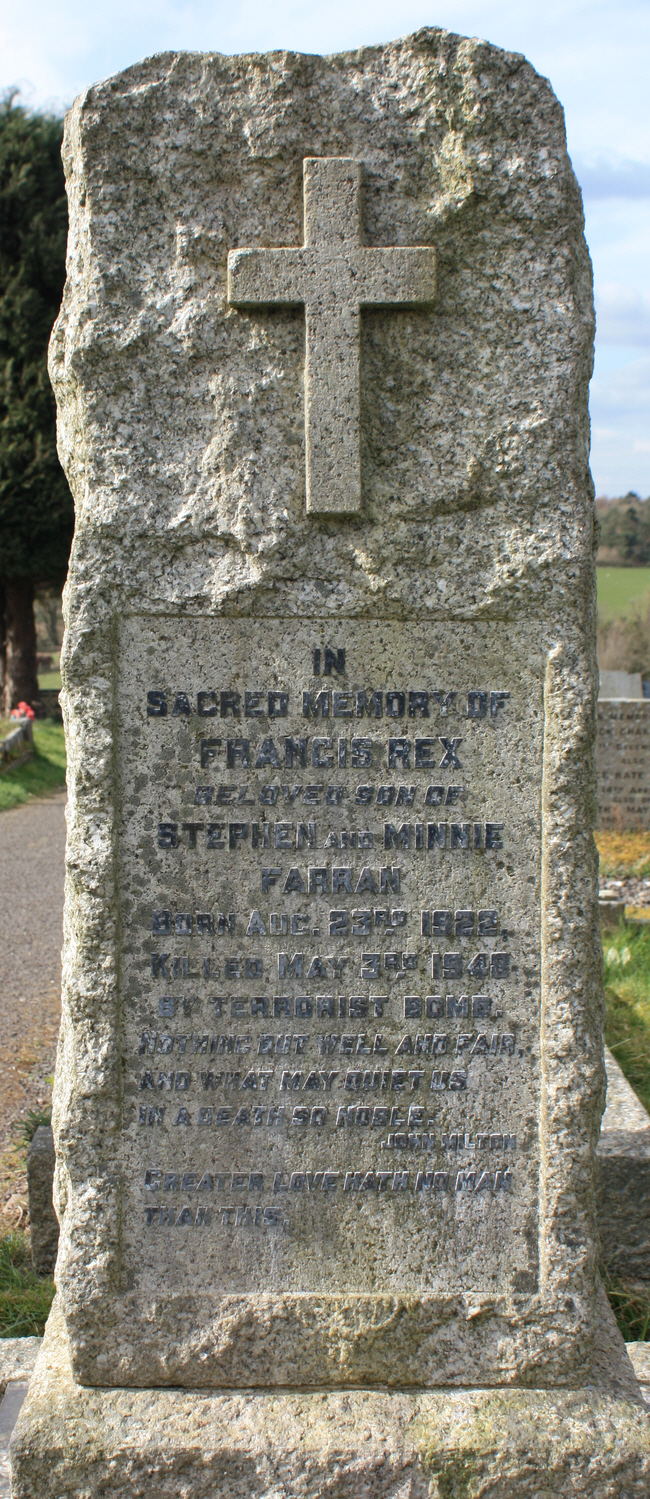 IN
SACRED MEMORY OF
FRANCIS REX
BELOVED SON OF
STEPHEN AND MINNIE
FARRAN
BORN AUG. 23RD 1922,
KILLED, MAY 3RD 1948
BY TERRORIST BOMB.
NOTHING BUT WELL AND FAIR,
AND WHAT MAY QUIET US
IN A DEATH SO NOBLE.
JOHN MILTON
GREATER LOVE HATH NO MAN
THAN THIS.